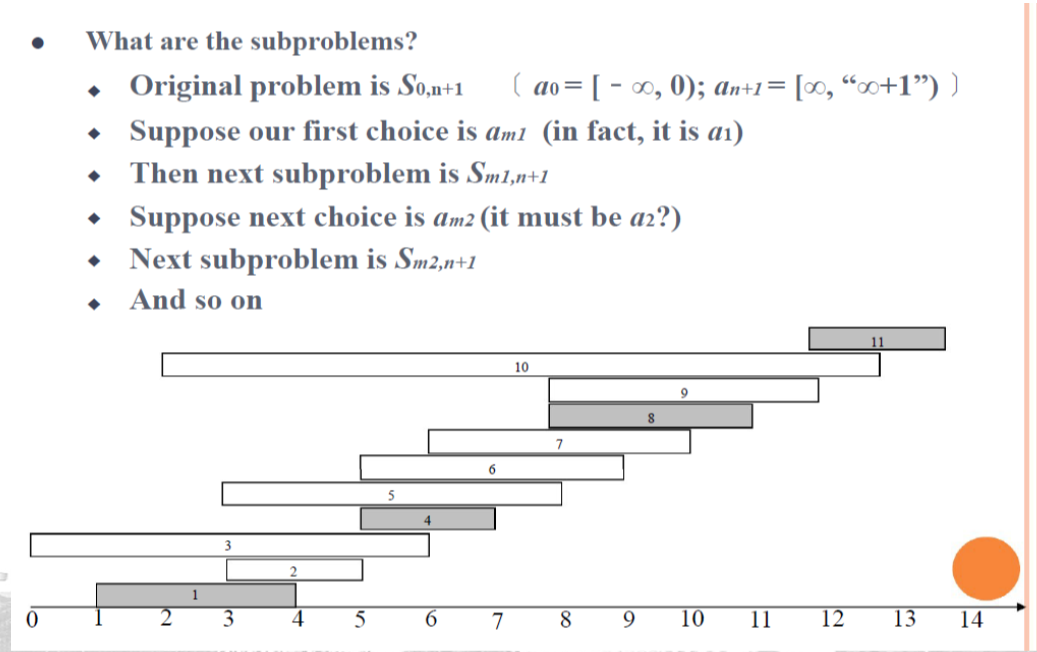 • What are the subproblems?
◆ Original problem is S0,n+1 ( a0 = [ - ∞, 0); an+1 = [∞, “∞+1”) )
◆ Suppose our first choice is am1 (in fact, it is a1)
◆ Then next subproblem is Sm1,n+1
◆ Suppose next choice is am2 (it must be a2?)
◆ Next subproblem is Sm2,n+1
◆ And so on
11
10
9
8
7
6
5
4
3
2
1
0 1 2 3 4 5 6 7 8 9 10 11 12 13 14